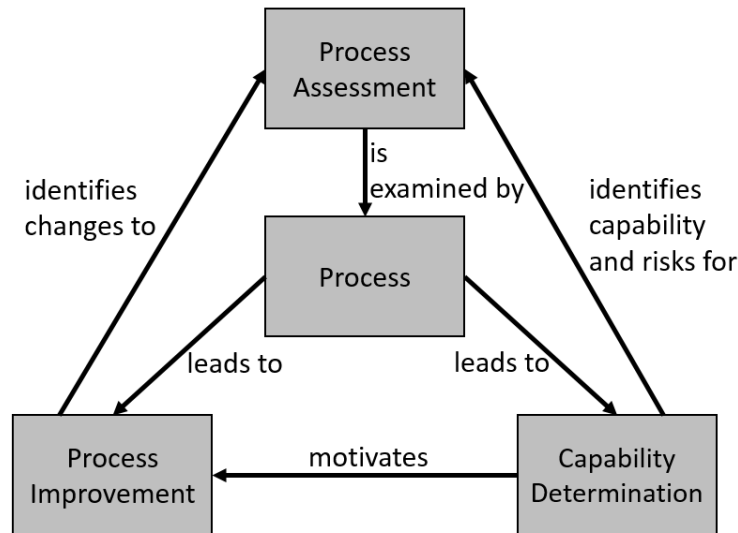 Process
Assessment
is
examined by
identifies
changes to
identifies
capability
and risks for
Process
leads to
leads to
Process
Improvement
motivates
Capability
Determination